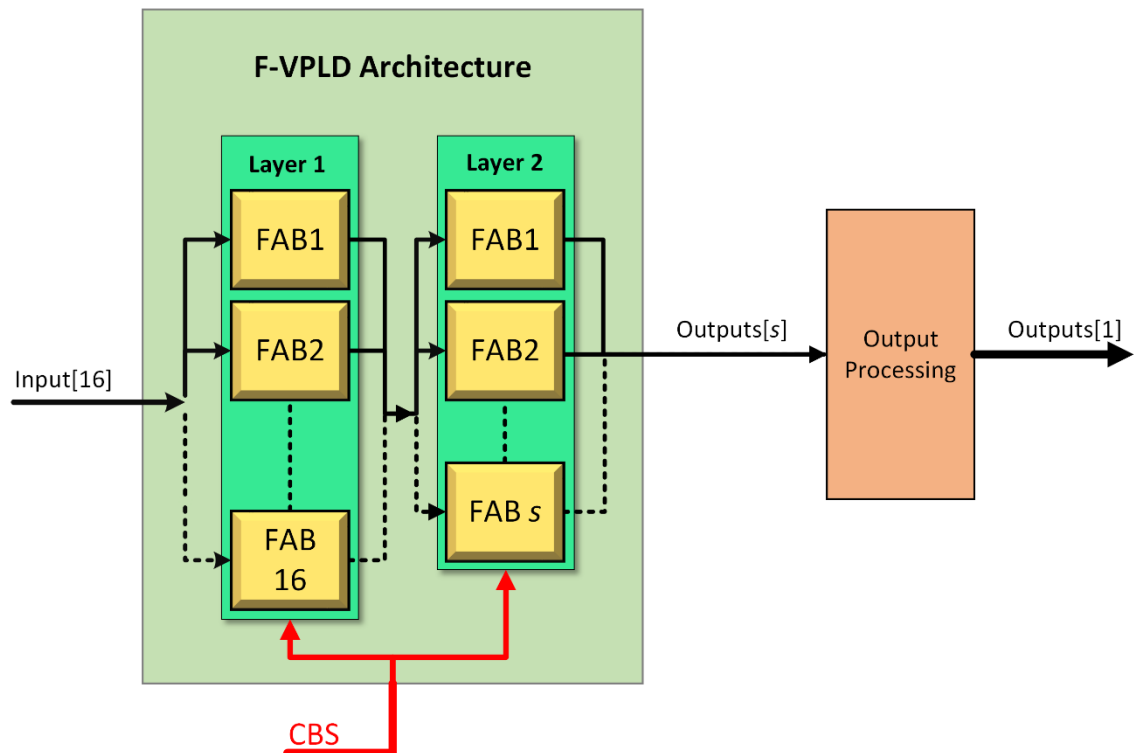 F-VPLD Architecture
Layer 1
FAB1
FAB2
FAB
16
Layer 2
FAB1
FAB2
FAB s
Input[16]
Outputs[s]
Output
Processing
Outputs[1]
CBS